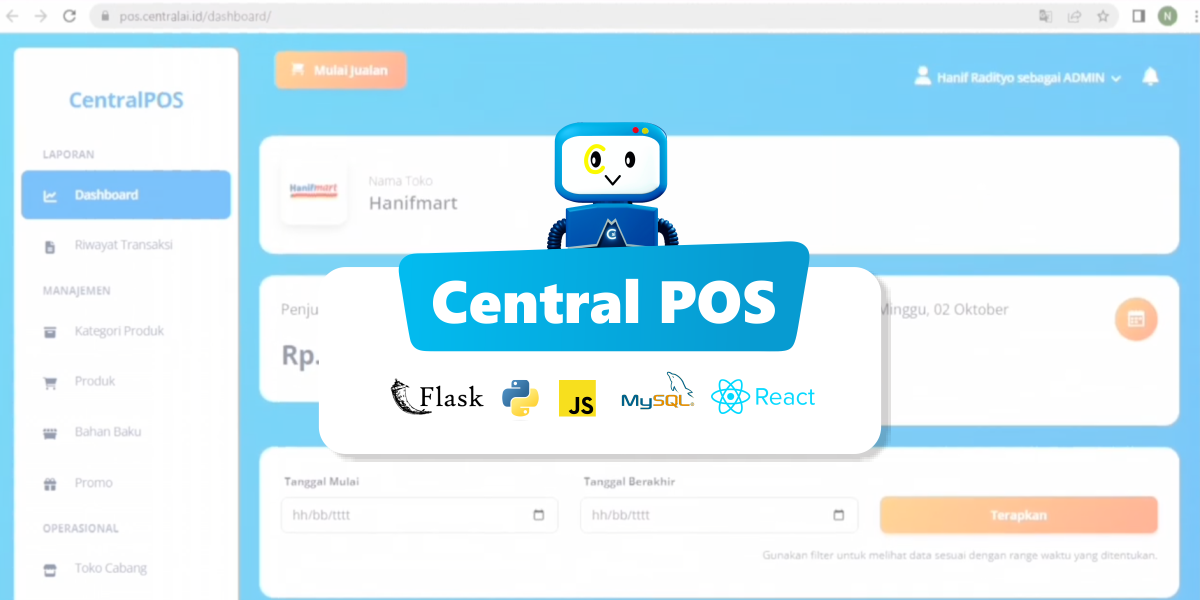 pos.centralai.id/dashboard/
N
CentralPOS
Mulai Jualan
Hanif Radityo sebagai ADMIN
LAPORAN
Dashboard
Riwayat Transaksi
MANAJEMEN
Kategori Produk
Produk
Bahan Baku
Promo
OPERASIONAL
Toko Cabang
Hanifmart
Nama Toko
Hanifmart
C
Central POS
Flask
JS
MySQL
React
Rp.
02 Oktober
Tanggal Mulai
hh/bb/tttt
Tanggal Berakhir
hh/bb/tttt
Terapkan
Gunakan filter untuk melihat data sesuai dengan range waktu yang ditentukan.